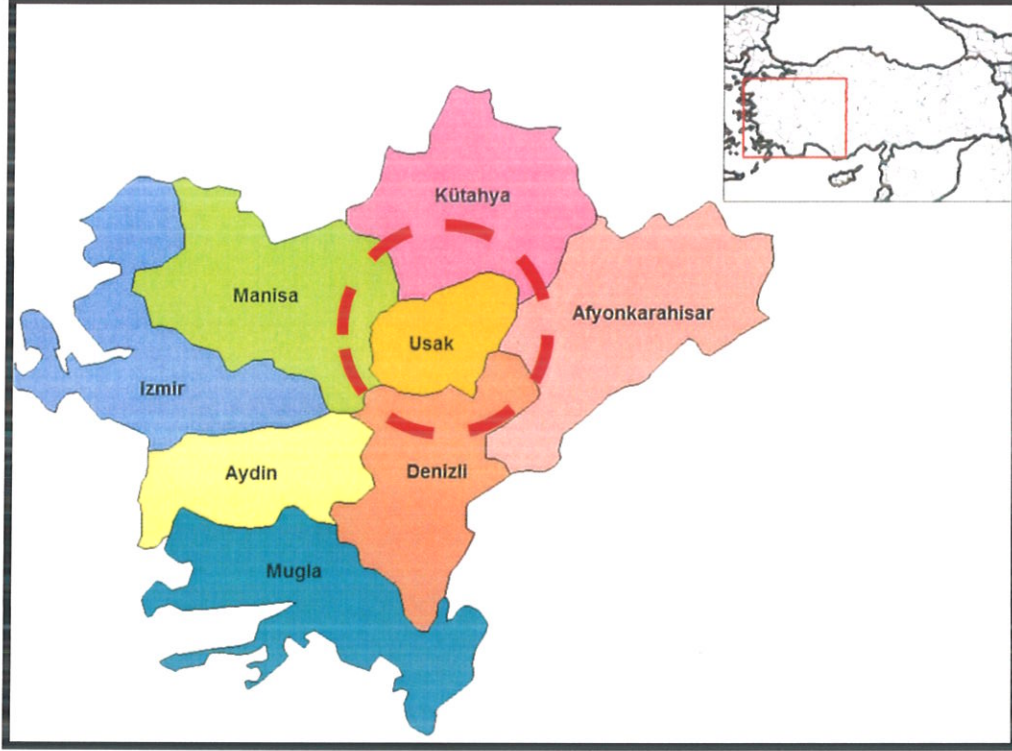 Kütahya
Manisa
Afyonkarahisar
Usak
Izmir
Aydin
Denizli
Mugla